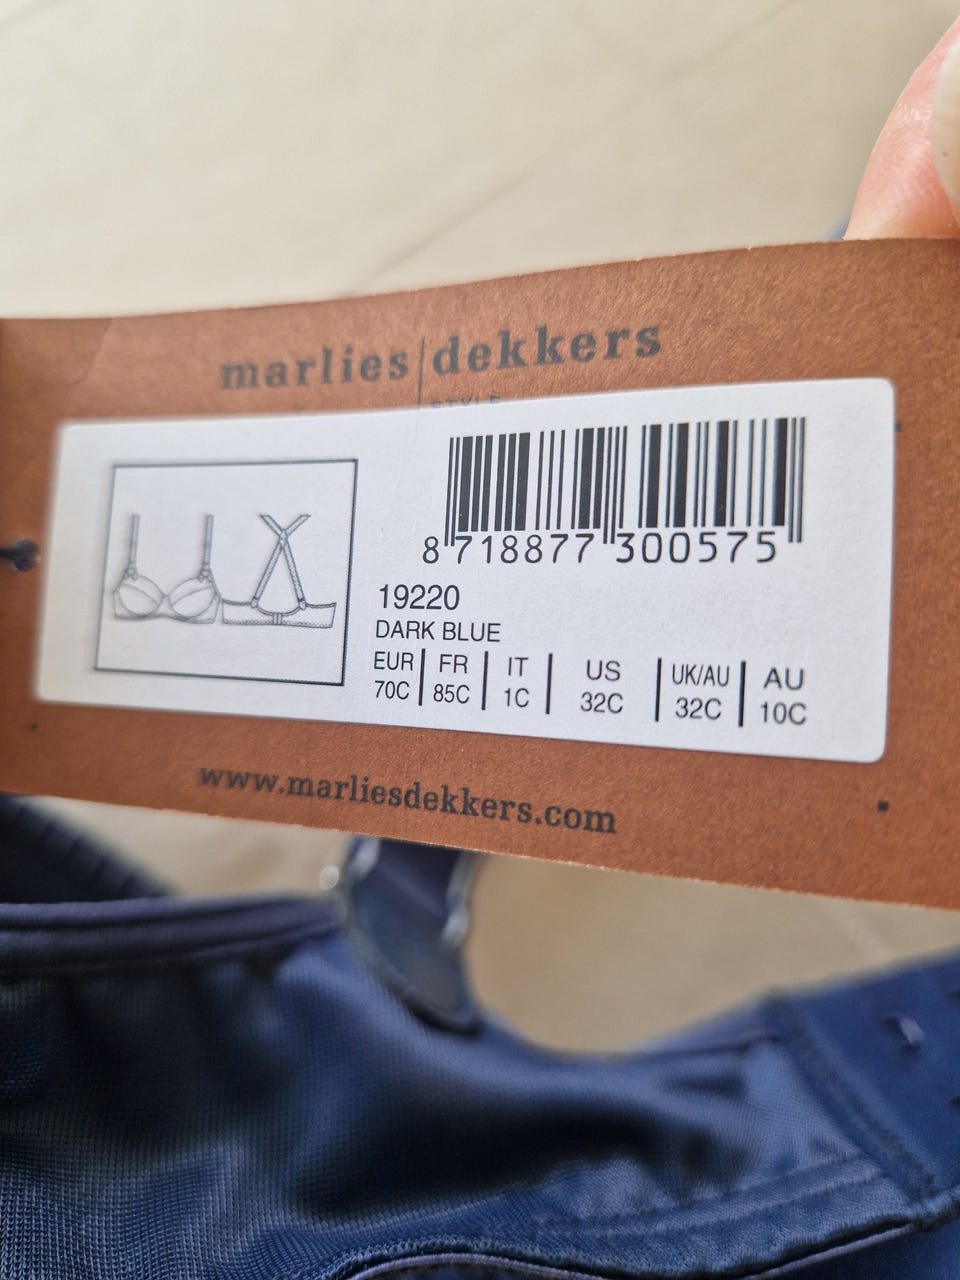 marlies|dekkers
STYLE
8 718877 300575
19220
DARK BLUE
EUR | FR | IT | US | UK/AU | AU
70C | 85C | 1C | 32C | 32C | 10C
www.marliesdekkers.com